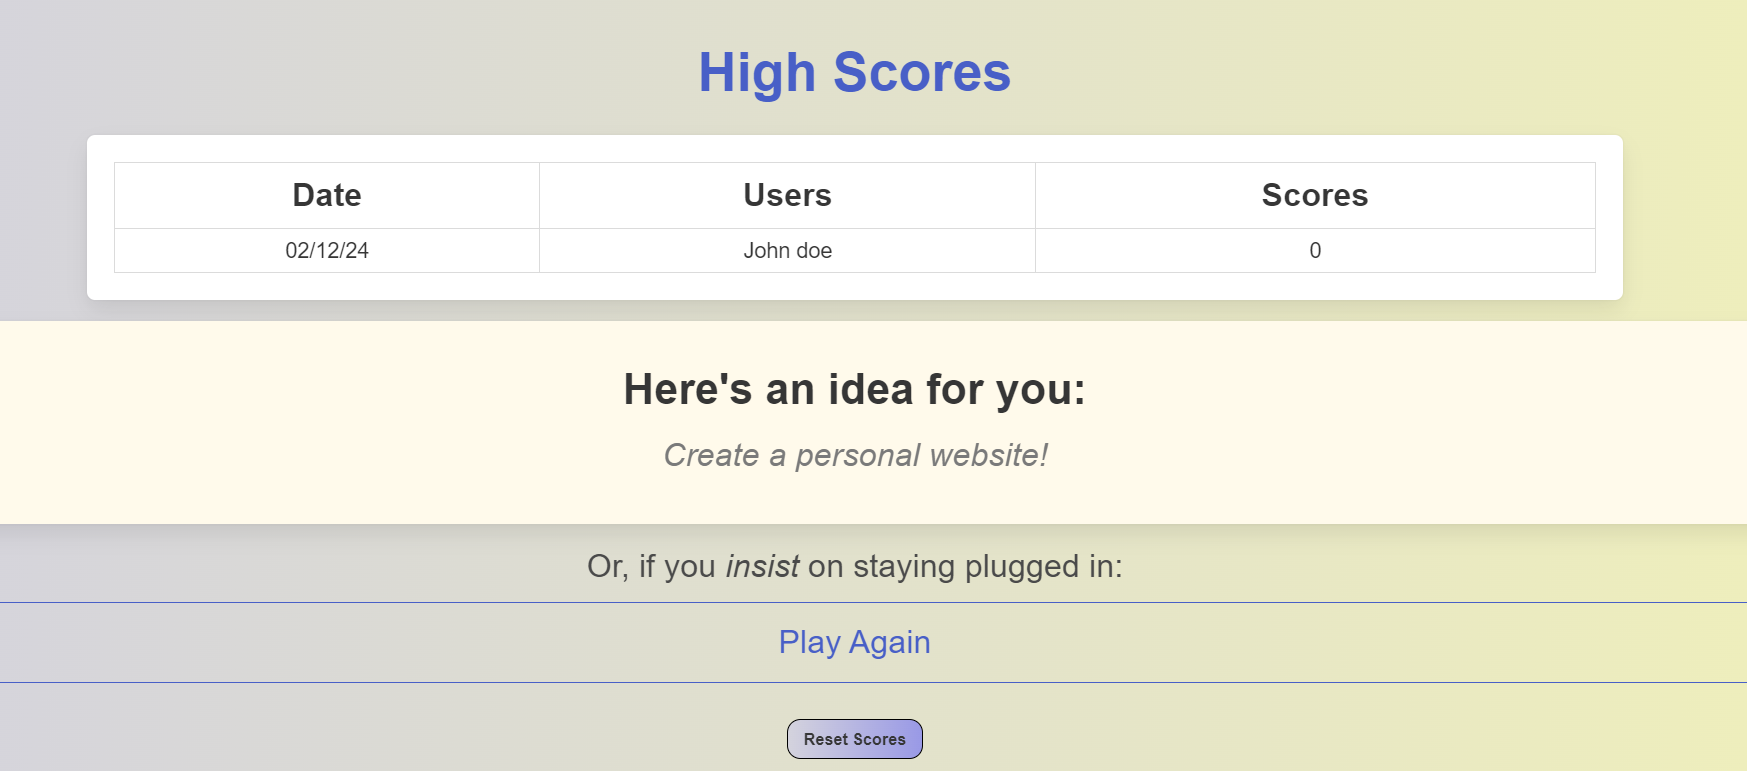 High Scores
Date Users Scores
02/12/24 John doe 0
Here's an idea for you:
Create a personal website!
Or, if you insist on staying plugged in:
Play Again
Reset Scores